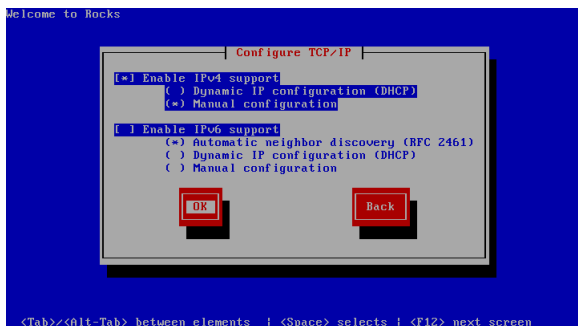 Welcome to Rocks
Configure TCP/IP
[*] Enable IPv4 support
( ) Dynamic IP configuration (DHCP)
(*) Manual configuration
[ ] Enable IPv6 support
(*) Automatic neighbor discovery (RFC 2461)
( ) Dynamic IP configuration (DHCP)
( ) Manual configuration
OK Back
<Tab>/<Alt-Tab> between elements | <Space> selects | <F12> next screen